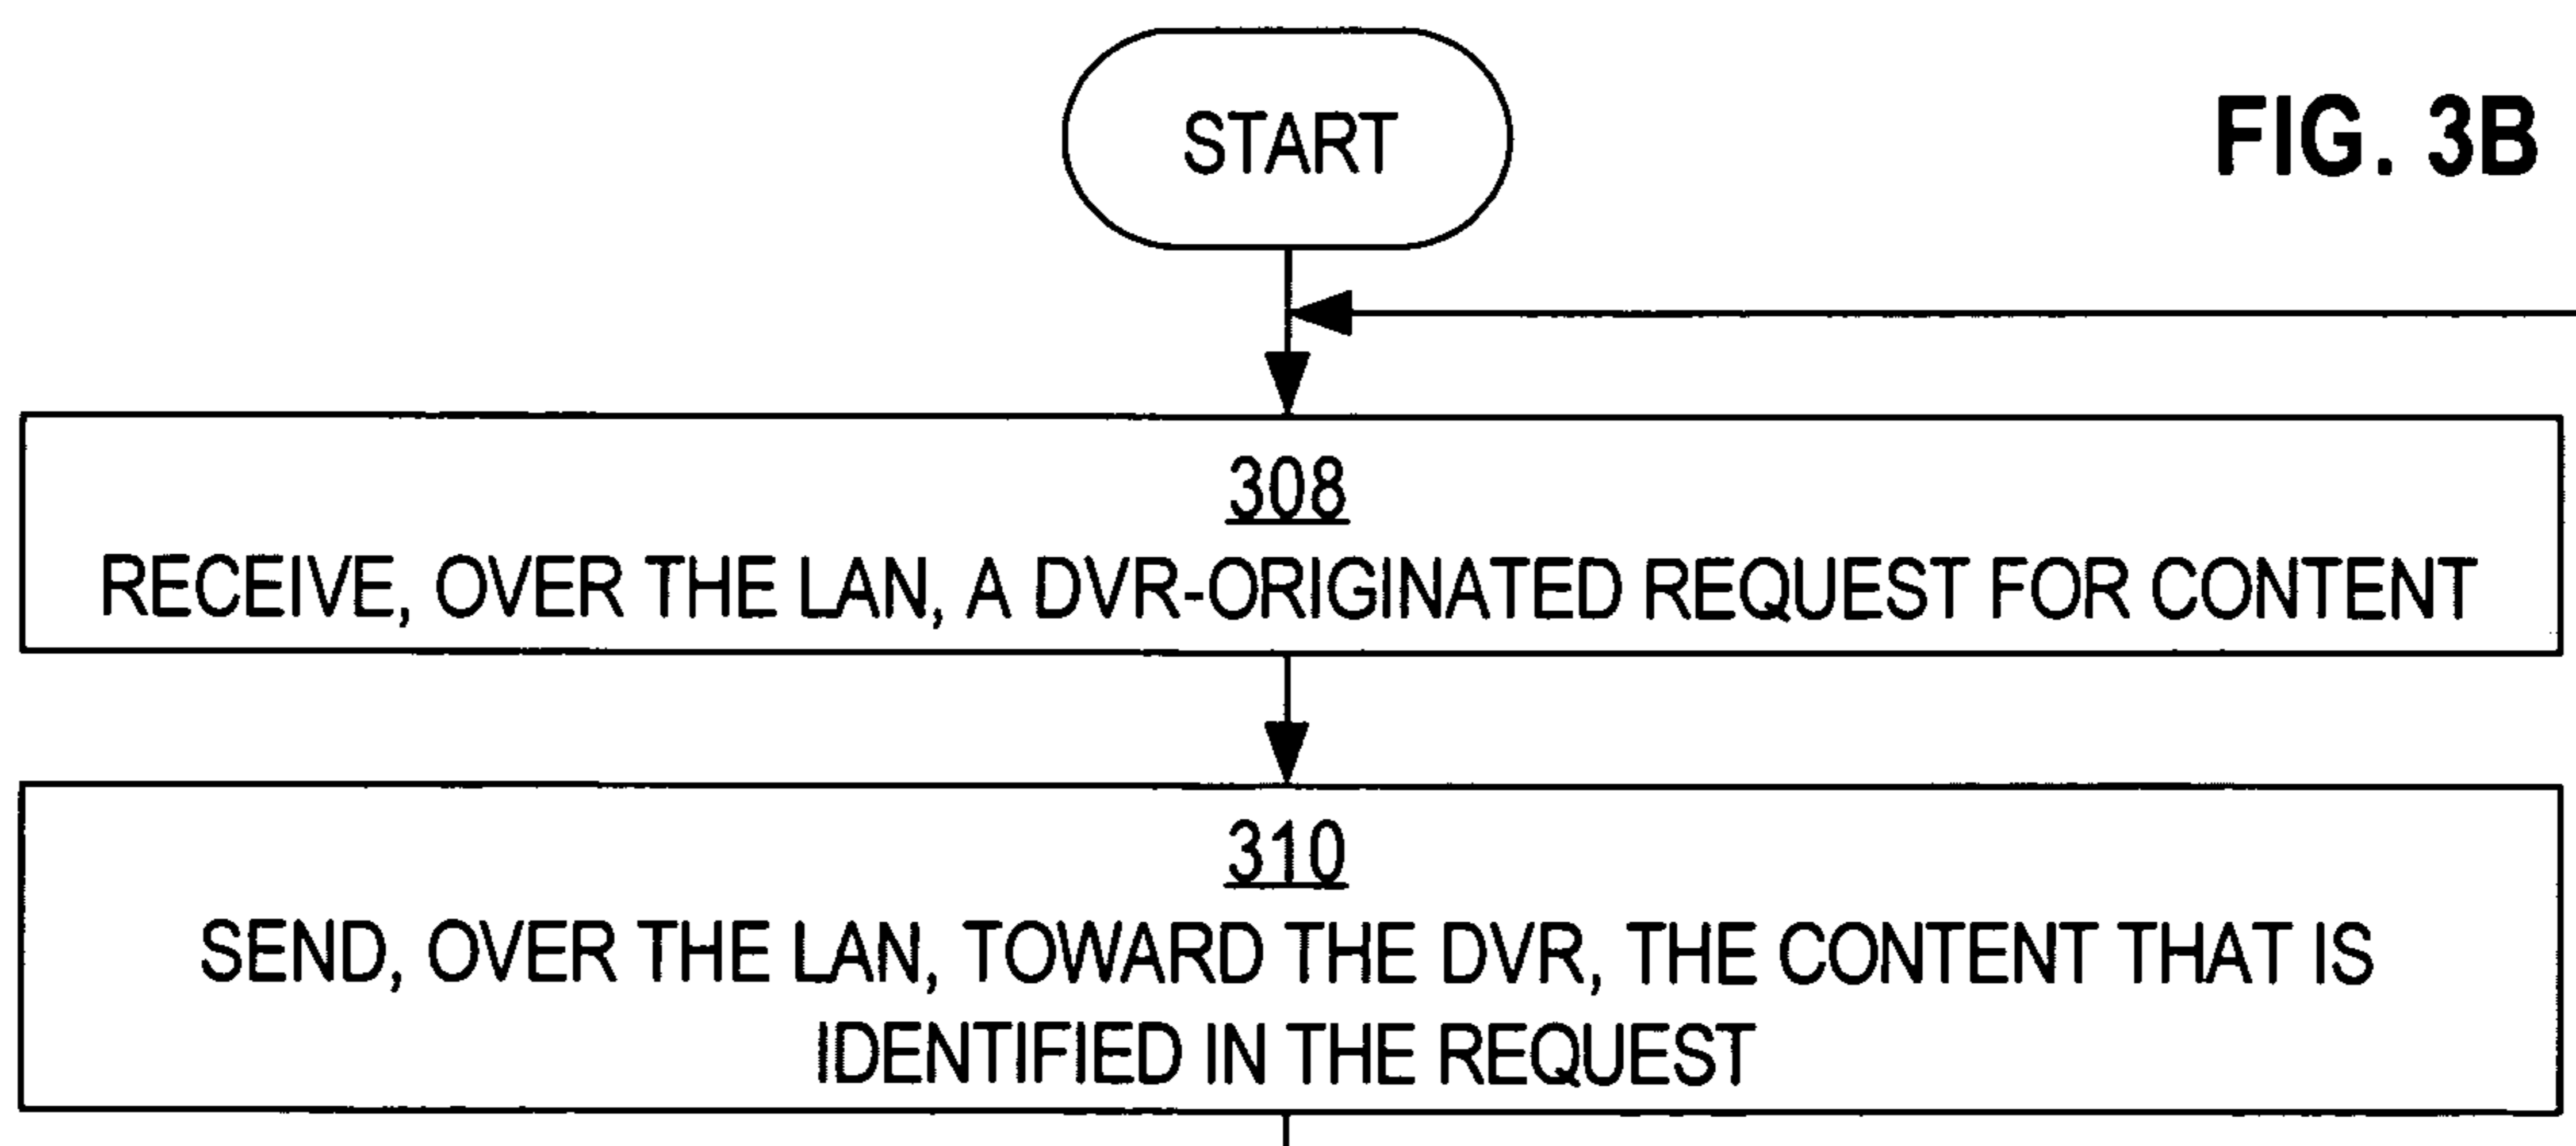 START
FIG. 3B
308
RECEIVE, OVER THE LAN, A DVR-ORIGINATED REQUEST FOR CONTENT
310
SEND, OVER THE LAN, TOWARD THE DVR, THE CONTENT THAT IS
IDENTIFIED IN THE REQUEST